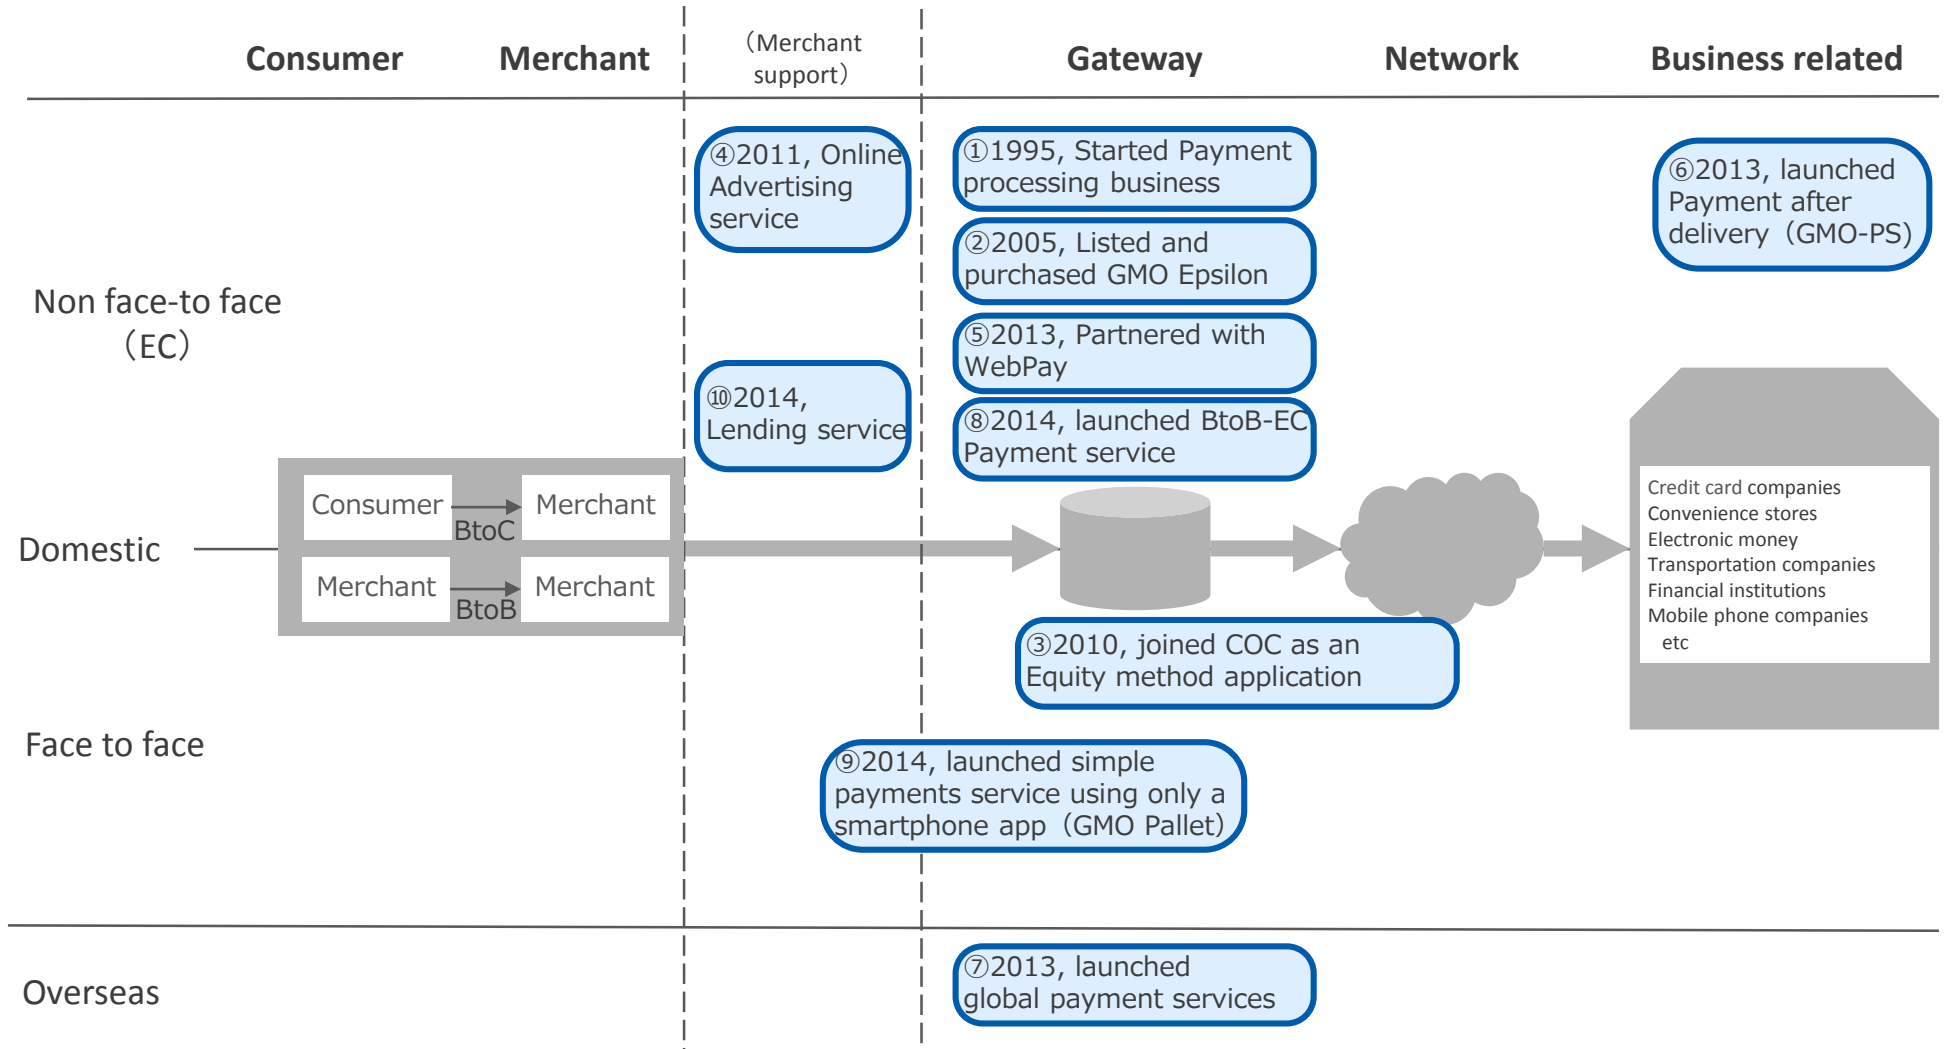 Consumer
Merchant
（Merchant
support）
Gateway
Network
Business related
Non face-to face
（EC）
④2011, Online
Advertising
service
①1995, Started Payment
processing business
②2005, Listed and
purchased GMO Epsilon
⑤2013, Partnered with
WebPay
⑧2014, launched BtoB-EC
Payment service
⑥2013, launched
Payment after
delivery（GMO-PS）
⑩2014,
Lending service
Domestic
Consumer
BtoC
Merchant
Merchant
BtoB
Merchant
Credit card companies
Convenience stores
Electronic money
Transportation companies
Financial institutions
Mobile phone companies
etc
③2010, joined COC as an
Equity method application
Face to face
⑨2014, launched simple
payments service using only a
smartphone app（GMO Pallet）
Overseas
⑦2013, launched
global payment services